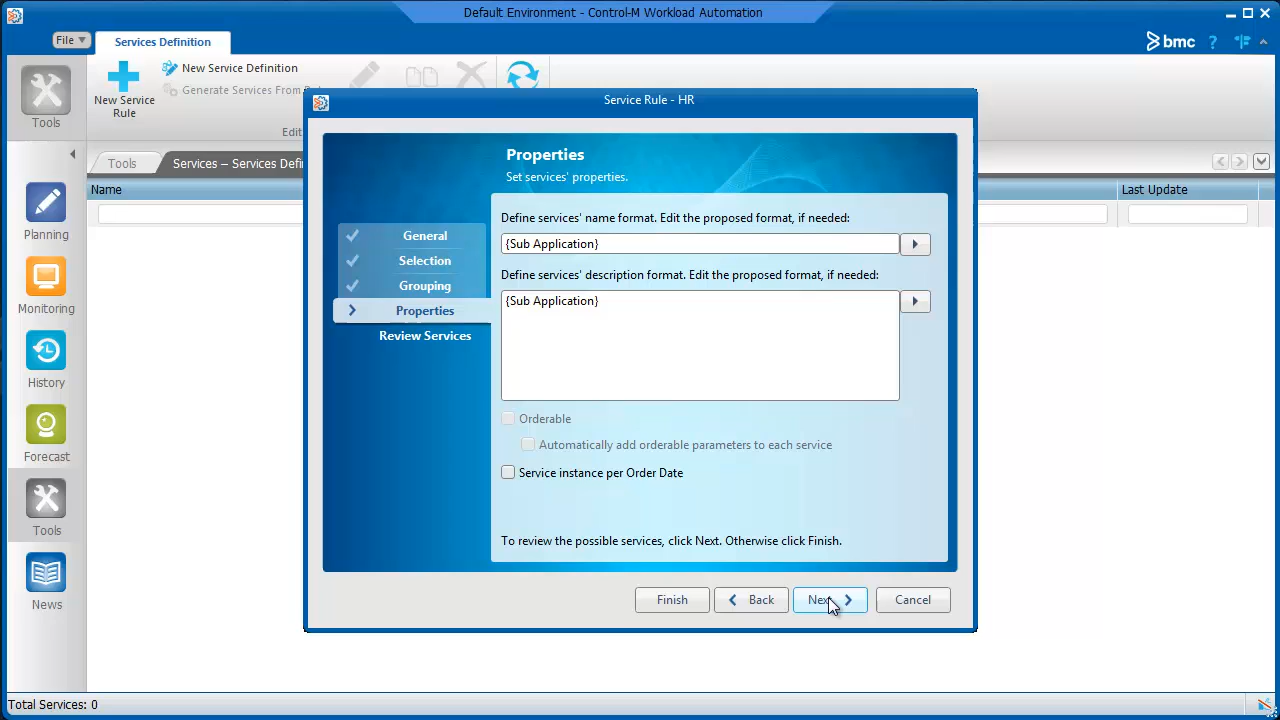 Default Environment - Control-M Workload Automation
File
Services Definition
bmc
?
New Service Rule
New Service Definition
Generate Services From
Edit
Tools
Tools
Services – Services Defi
Name
Last Update
Planning
Monitoring
History
Forecast
Tools
News
Service Rule - HR
Properties
Set services' properties.
General
Selection
Grouping
Properties
Review Services
Define services' name format. Edit the proposed format, if needed:
{Sub Application}
Define services' description format. Edit the proposed format, if needed:
{Sub Application}
Orderable
Automatically add orderable parameters to each service
Service instance per Order Date
To review the possible services, click Next. Otherwise click Finish.
Finish
Back
Next
Cancel
Total Services: 0